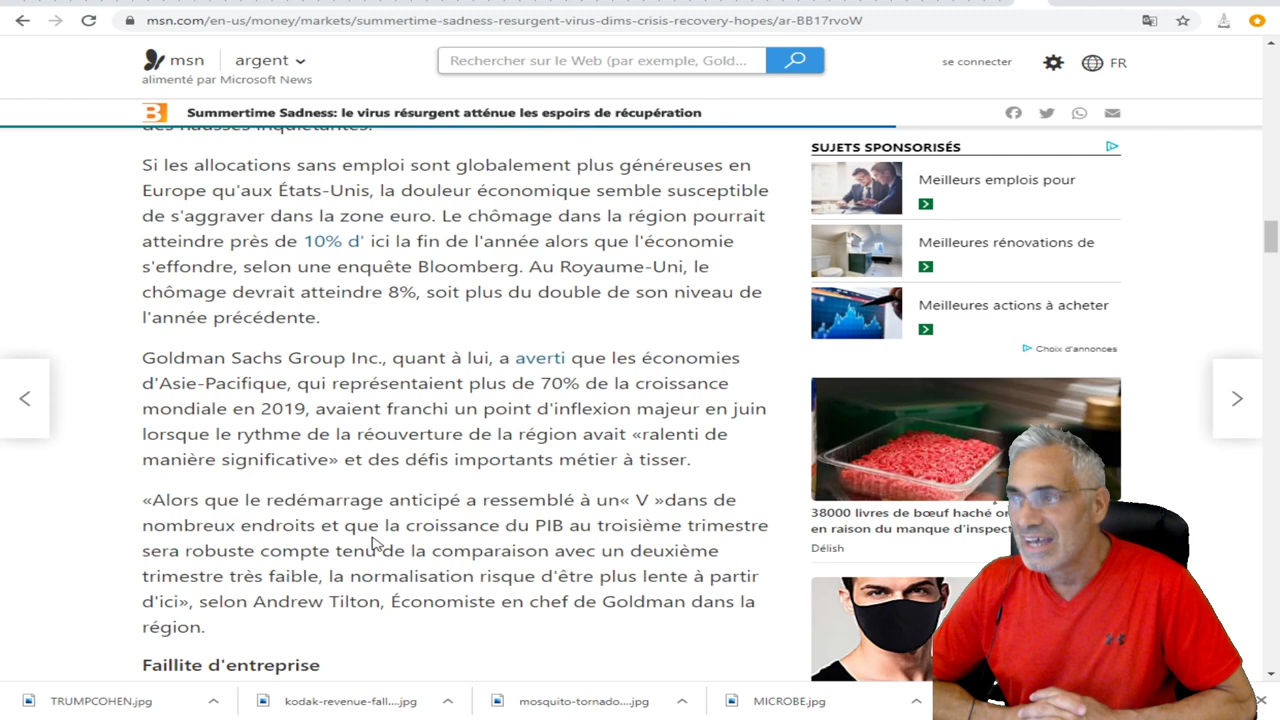 msn.com/en-us/money/markets/summertime-sadness-resurgent-virus-dims-crisis-recovery-hopes/ar-BB17rvoW
msn
argent
alimenté par Microsoft News
Rechercher sur le Web (par exemple, Gold...
se connecter
FR
Summertime Sadness: le virus résurgent atténue les espoirs de récupération
des hausses inquiétantes.
Si les allocations sans emploi sont globalement plus généreuses en
Europe qu'aux États-Unis, la douleur économique semble susceptible
de s'aggraver dans la zone euro. Le chômage dans la région pourrait
atteindre près de 10% d' ici la fin de l'année alors que l'économie
s'effondre, selon une enquête Bloomberg. Au Royaume-Uni, le
chômage devrait atteindre 8%, soit plus du double de son niveau de
l'année précédente.
Goldman Sachs Group Inc., quant à lui, a averti que les économies
d'Asie-Pacifique, qui représentaient plus de 70% de la croissance
mondiale en 2019, avaient franchi un point d'inflexion majeur en juin
lorsque le rythme de la réouverture de la région avait «ralenti de
manière significative» et des défis importants métier à tisser.
«Alors que le redémarrage anticipé a ressemblé à un« V »dans de
nombreux endroits et que la croissance du PIB au troisième trimestre
sera robuste compte tenu de la comparaison avec un deuxième
trimestre très faible, la normalisation risque d'être plus lente à partir
d'ici», selon Andrew Tilton, Économiste en chef de Goldman dans la
région.
Faillite d'entreprise
SUJETS SPONSORISÉS
Meilleurs emplois pour
Meilleures rénovations de
Meilleures actions à acheter
Choix d'annonces
38000 livres de bœuf haché
en raison du manque d'inspect
Délish
TRUMPCOHEN.jpg
kodak-revenue-fall....jpg
mosquito-tornado....jpg
MICROBE.jpg